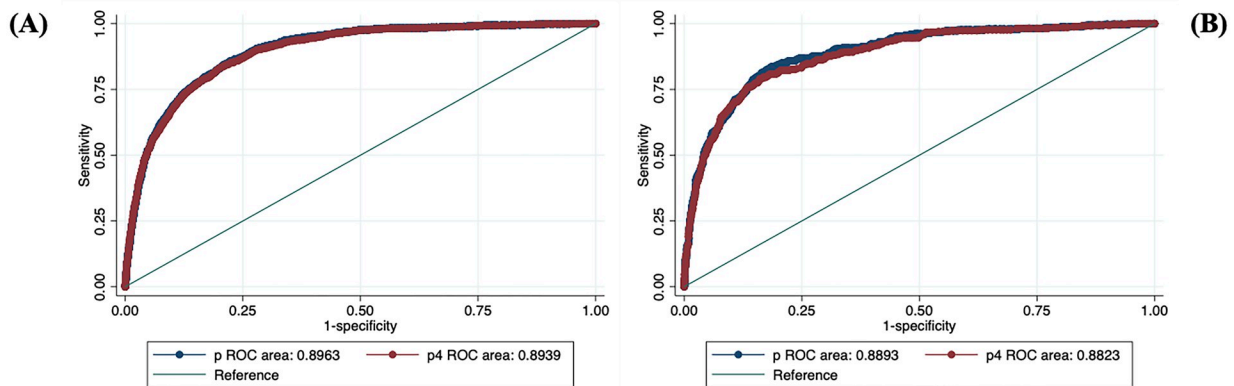 (A)
Sensitivity
1.00
0.75
0.50
0.25
0.00
0.00 0.25 0.50 0.75 1.00
1-specificity
p ROC area: 0.8963 p4 ROC area: 0.8939
Reference
(B)
Sensitivity
1.00
0.75
0.50
0.25
0.00
0.00 0.25 0.50 0.75 1.00
1-specificity
p ROC area: 0.8893 p4 ROC area: 0.8823
Reference